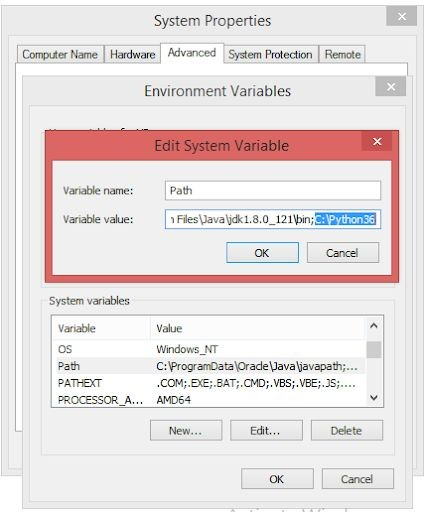 System Properties
Computer Name Hardware Advanced System Protection Remote
Environment Variables
Edit System Variable
Variable name: Path
Variable value: n Files\Java\jdk1.8.0_121\bin;C:\Python36
OK Cancel
System variables
Variable Value
OS Windows_NT
Path C:\ProgramData\Oracle\Java\javapath;...
PATHEXT .COM;.EXE;.BAT;.CMD;.VBS;.VBE;.JS;....
PROCESSOR_A... AMD64
New... Edit... Delete
OK Cancel